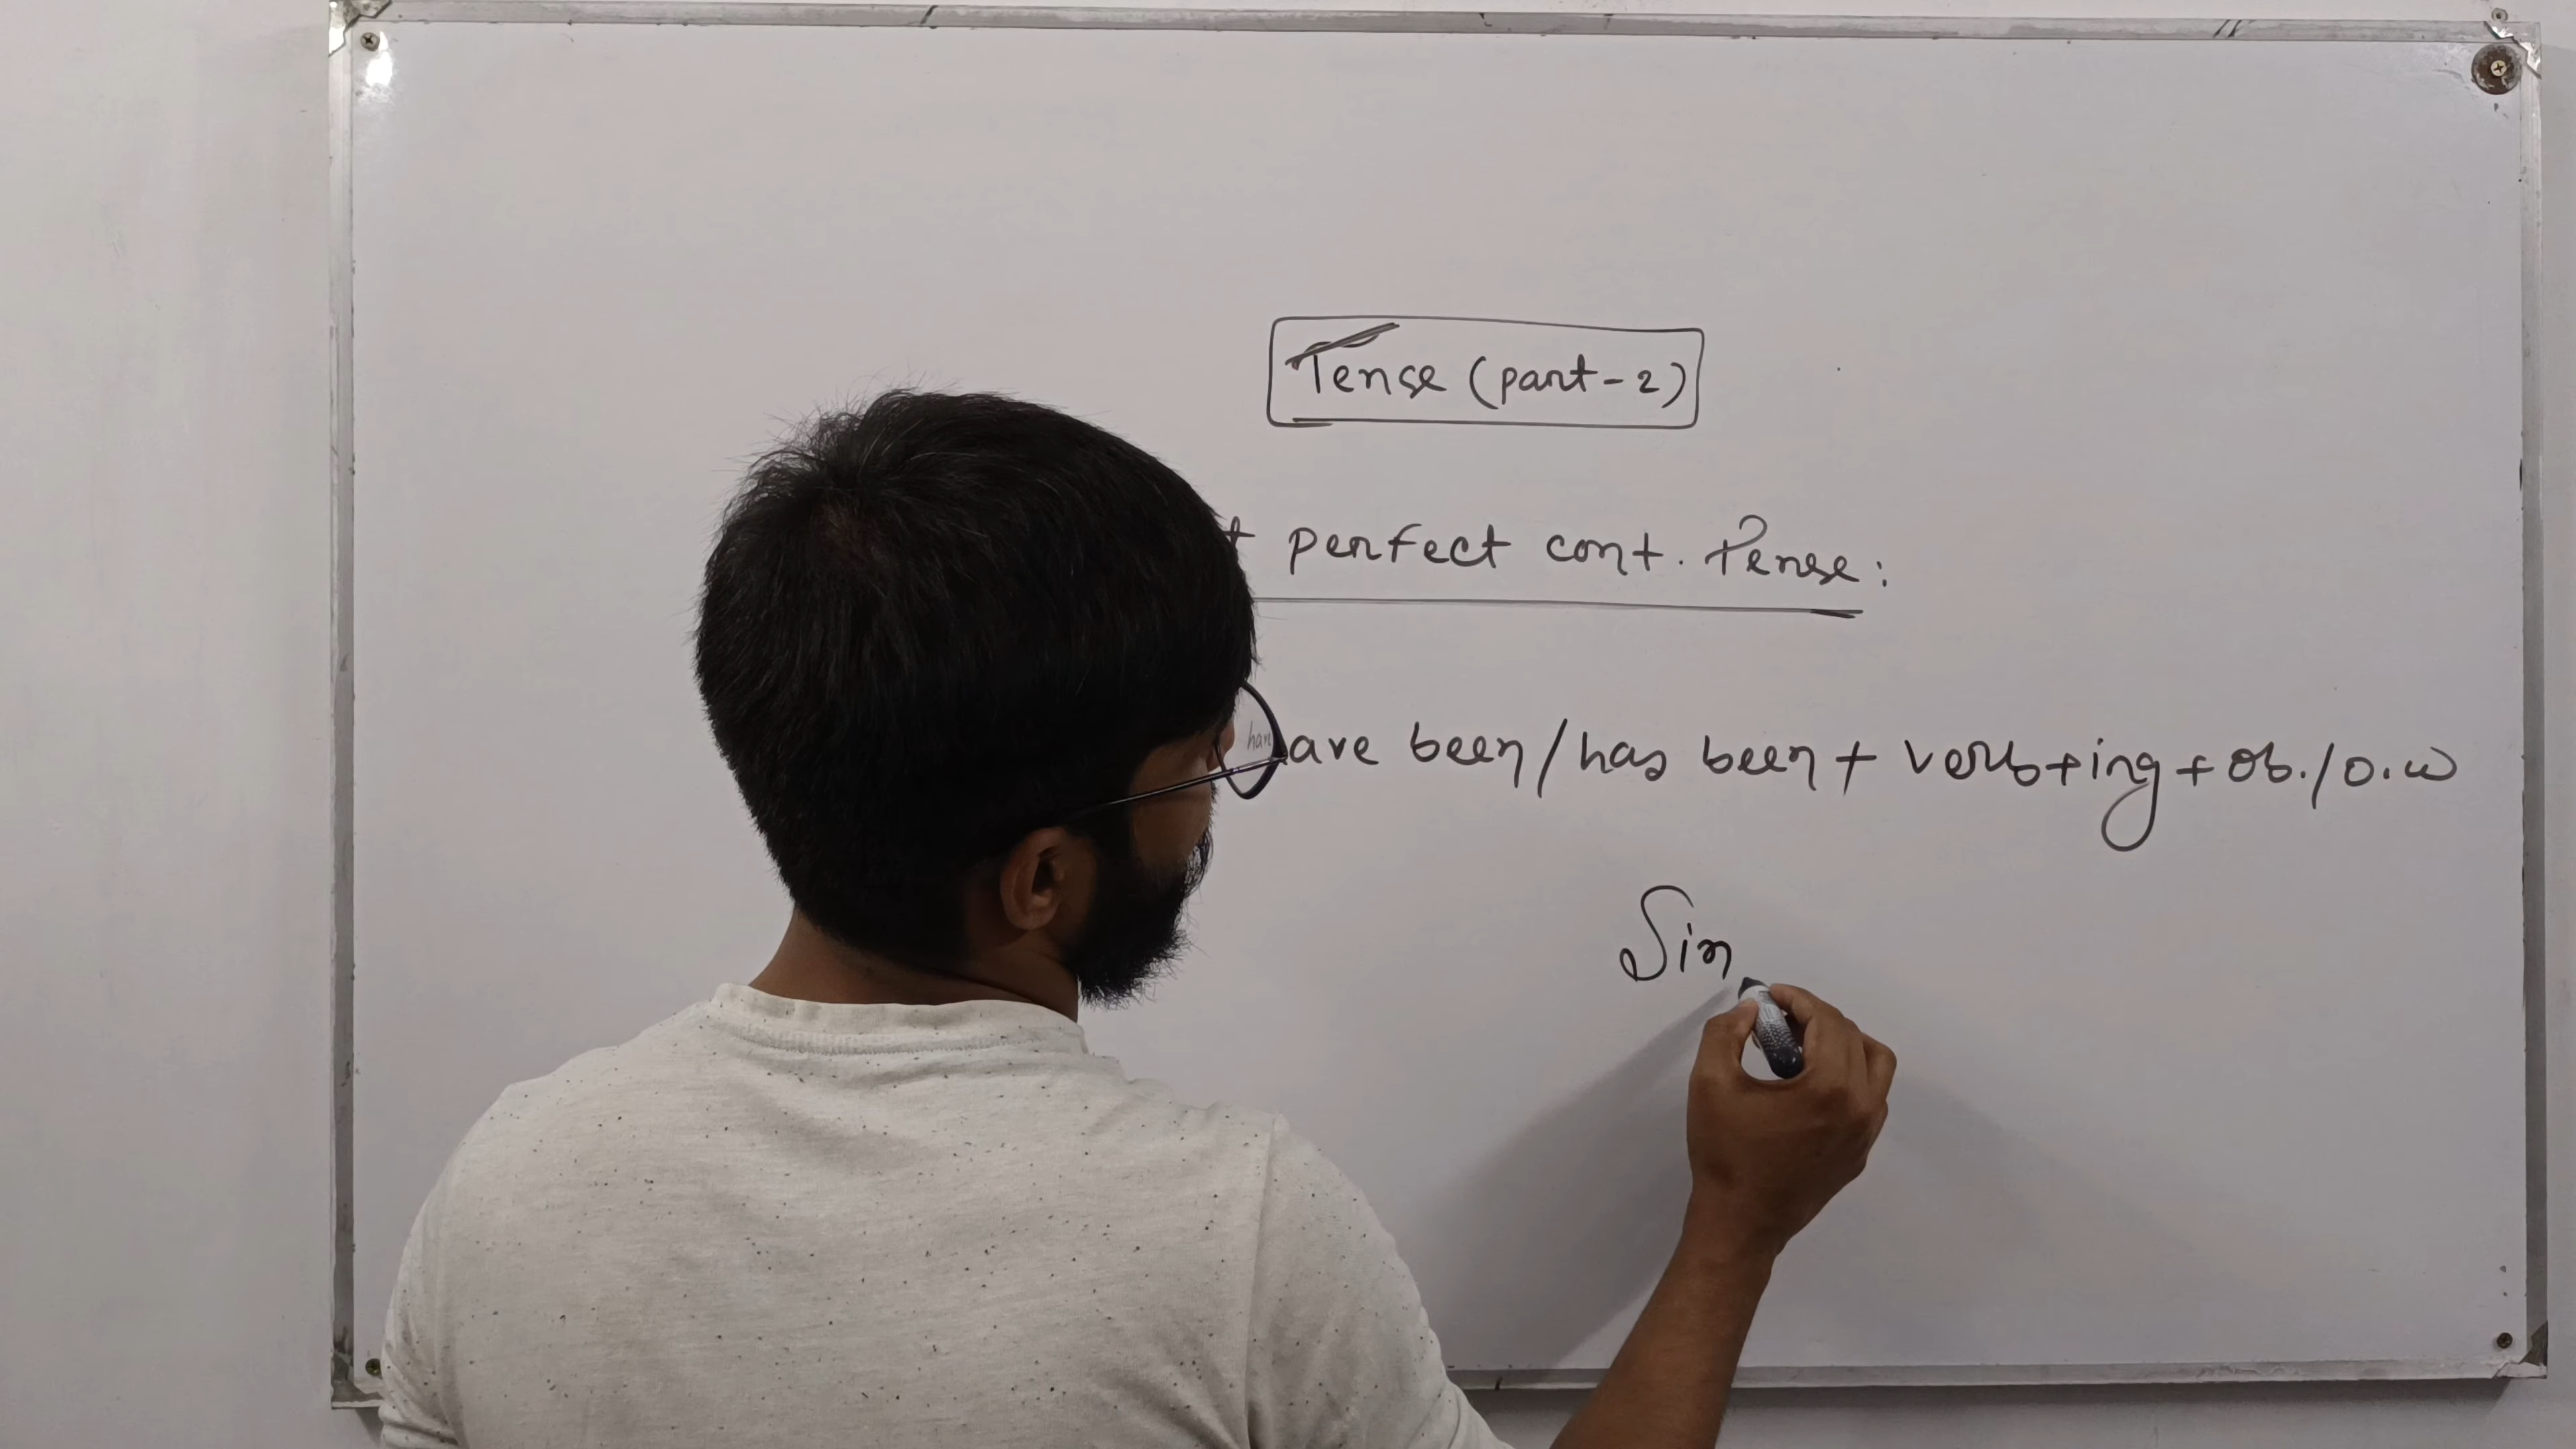 Tense (part-2)
perfect cont. Tense:
ave been/has been + verb+ing + ob./o.w
Sin